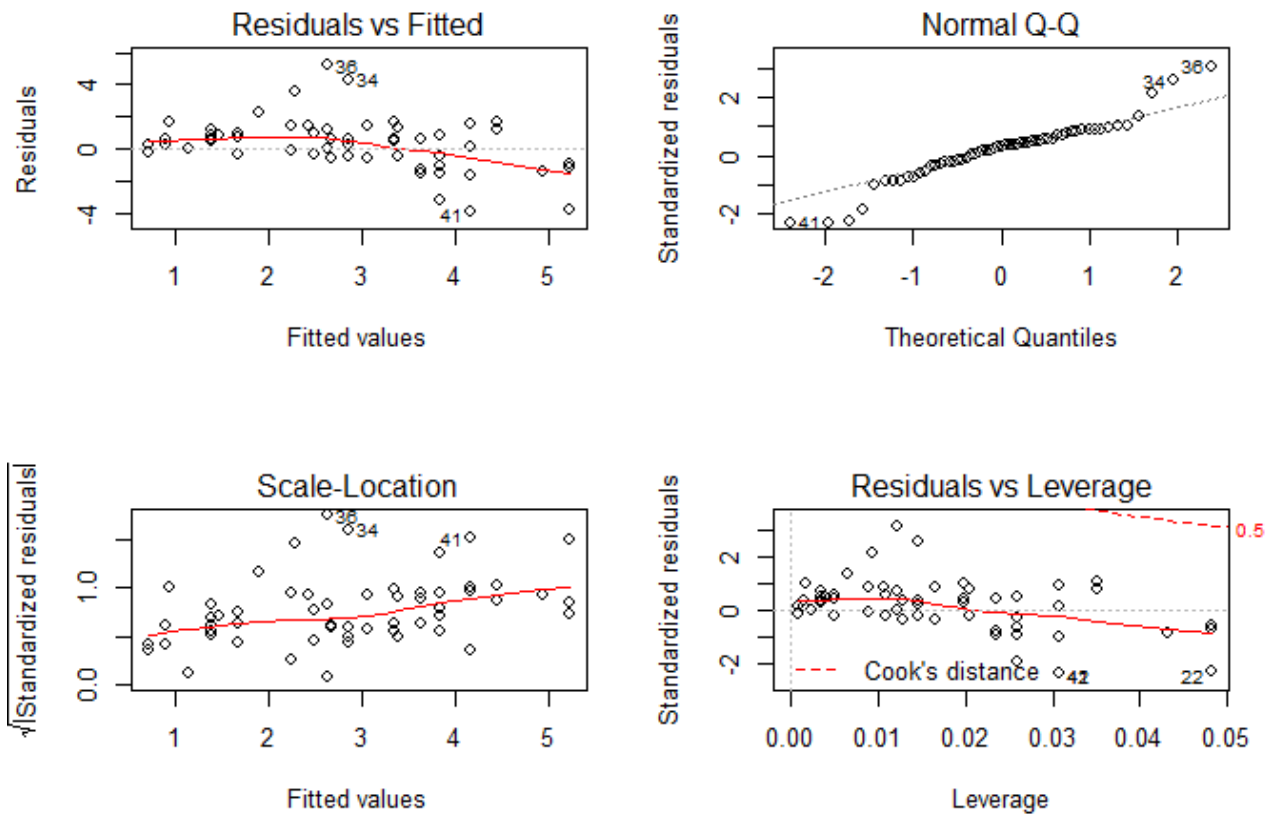 Residuals vs Fitted
Residuals
4
0
-4
36
34
41
1 2 3 4 5
Fitted values
Normal Q-Q
Standardized residuals
2
0
-2
34
36
41
-2 -1 0 1 2
Theoretical Quantiles
Scale-Location
√|Standardized residuals|
1.0
0.0
36
34
41
1 2 3 4 5
Fitted values
Residuals vs Leverage
Standardized residuals
2
0
-2
0.5
Cook's distance
22
0.00 0.01 0.02 0.03 0.04 0.05
Leverage